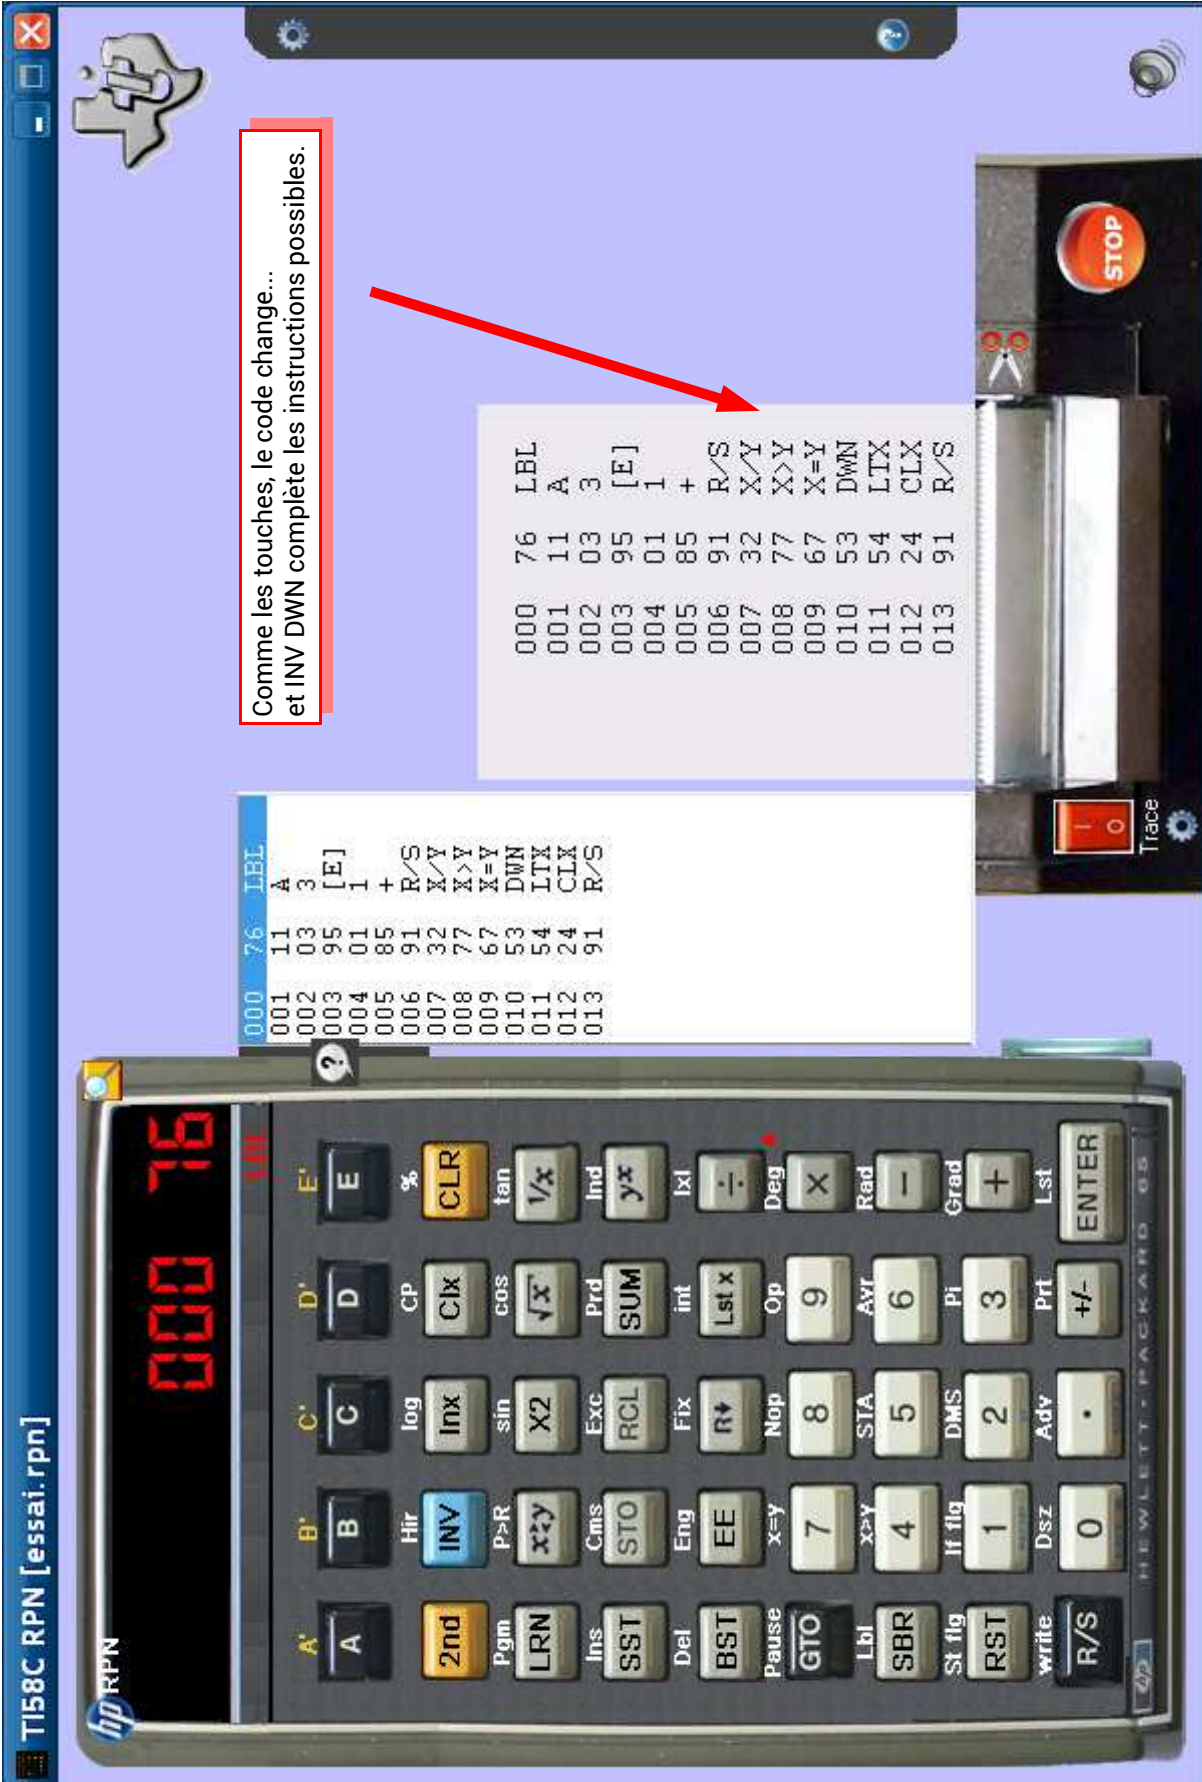 TI58C RPN [essai.rpn]
hp RPN
000 76
LRN
A' B' C' D' E'
A B C D E
Hir log CP %
2nd INV lnx Clx CLR
Pgm P>R sin cos tan
LRN x≷y X2 √x 1/x
Ins Cms Exc Prd Ind
SST STO RCL SUM yx
Del Eng Fix int |x|
BST EE R↓ Lst x ÷
Pause x=y Nop Op Deg
GTO 7 8 9 ×
Lbl x>y STA Avr Rad
SBR 4 5 6 −
St flg If flg DMS Pi Grad
RST 1 2 3 +
write Dsz Adv Prt Lst
R/S 0 . +/- ENTER
hp HEWLETT-PACKARD 65
?
000 76 LBL
001 11 A
002 03 3
003 95 [E]
004 01 1
005 85 +
006 91 R/S
007 32 X/Y
008 77 X>Y
009 67 X=Y
010 53 DWN
011 54 LTX
012 24 CLX
013 91 R/S
Comme les touches, le code change...
et INV DWN complète les instructions possibles.
000 76 LBL
001 11 A
002 03 3
003 95 [E]
004 01 1
005 85 +
006 91 R/S
007 32 X/Y
008 77 X>Y
009 67 X=Y
010 53 DWN
011 54 LTX
012 24 CLX
013 91 R/S
?
I O
Trace
STOP